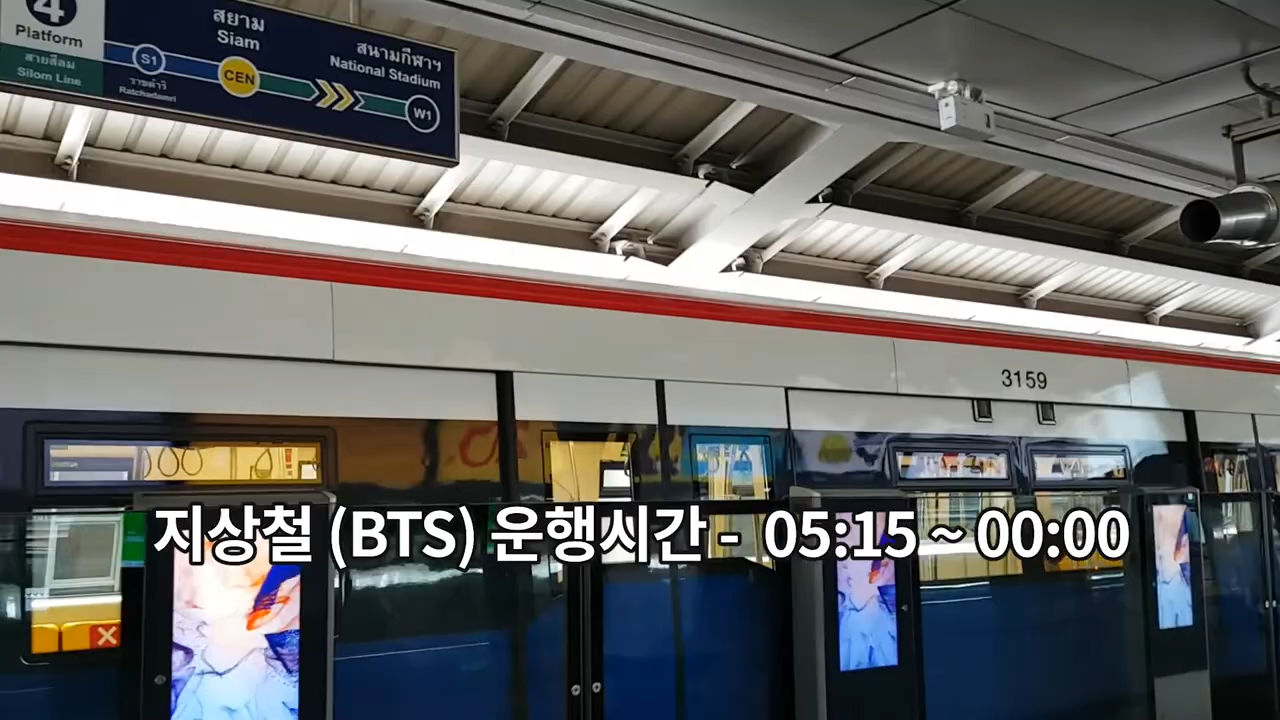 4
Platform
สายสีลม
Silom Line
S1
ราชดำริ
Ratchadamri
สยาม
Siam
CEN
สนามกีฬาฯ
National Stadium
W1
3159
지상철 (BTS) 운행시간 - 05:15 ~ 00:00